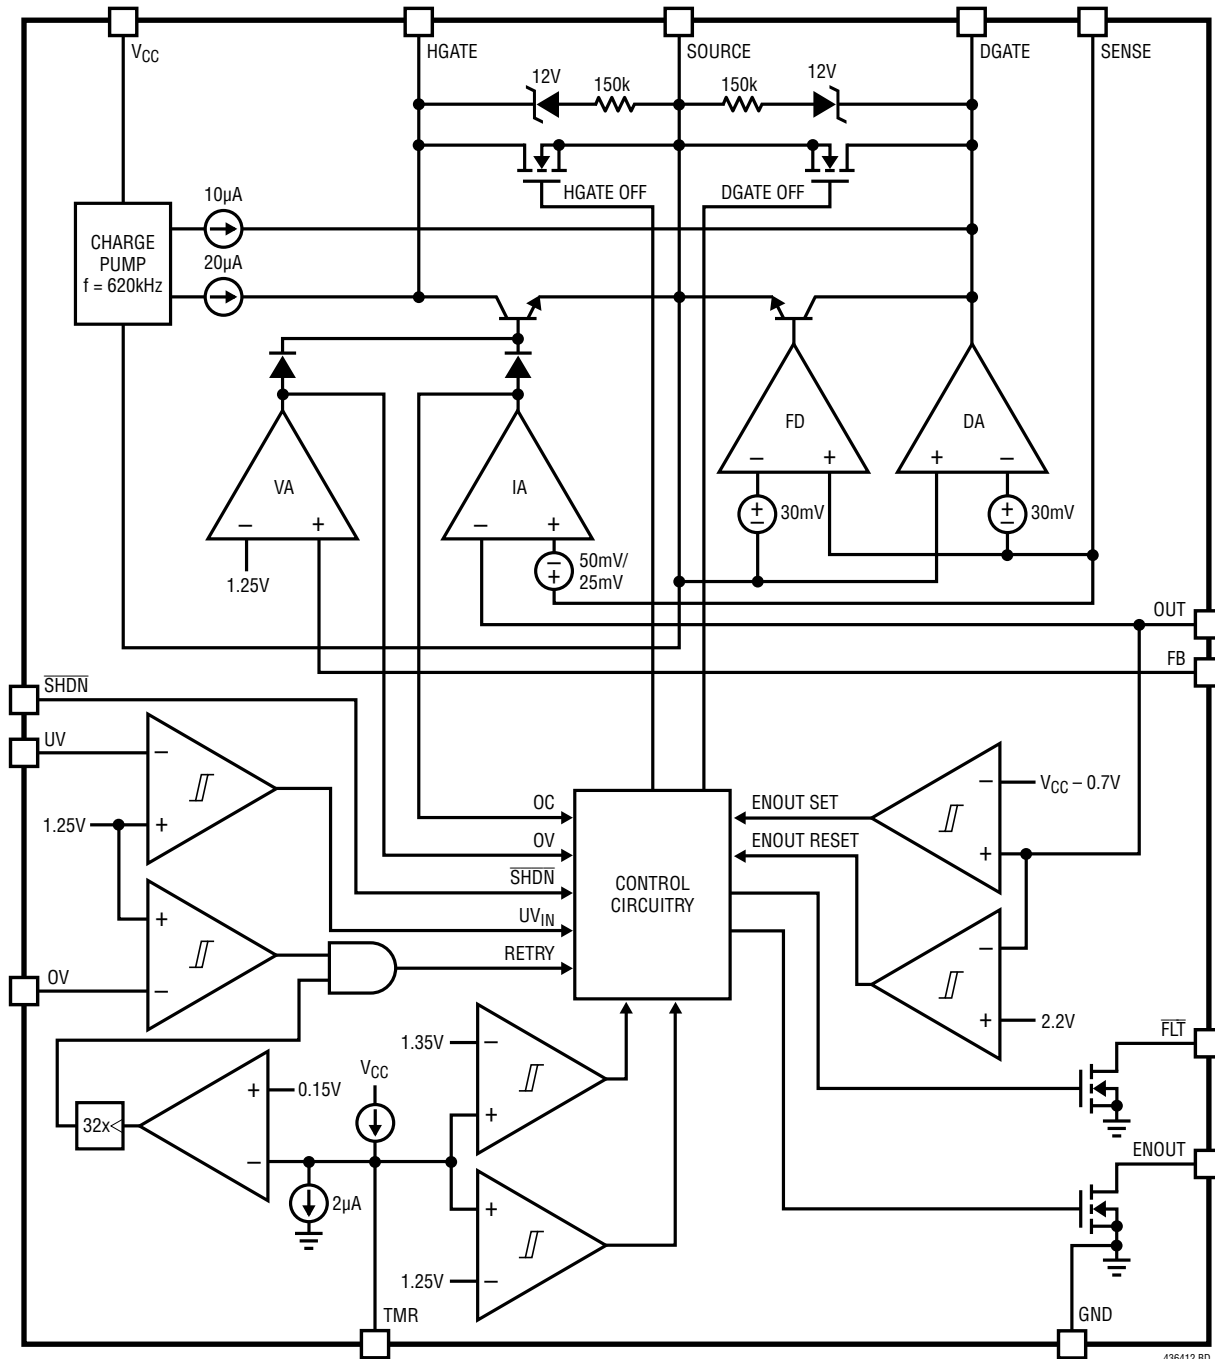 VCC
HGATE
SOURCE
DGATE
SENSE
12V
150k
150k
12V
HGATE OFF
DGATE OFF
10µA
CHARGE
PUMP
f = 620kHz
20µA
FD
DA
– +
+ –
VA
IA
+
–
30mV
+
–
30mV
– +
– +
1.25V
–
+
50mV/
25mV
OUT
FB
SHDN
UV
–
1.25V
+
+
OV
–
OC
OV
SHDN
UVIN
RETRY
CONTROL
CIRCUITRY
ENOUT SET
ENOUT RESET
–
VCC – 0.7V
+
–
+
2.2V
FLT
1.35V
–
+
VCC
+
0.15V
32x
–
2µA
+
1.25V
–
ENOUT
TMR
GND
436412 BD